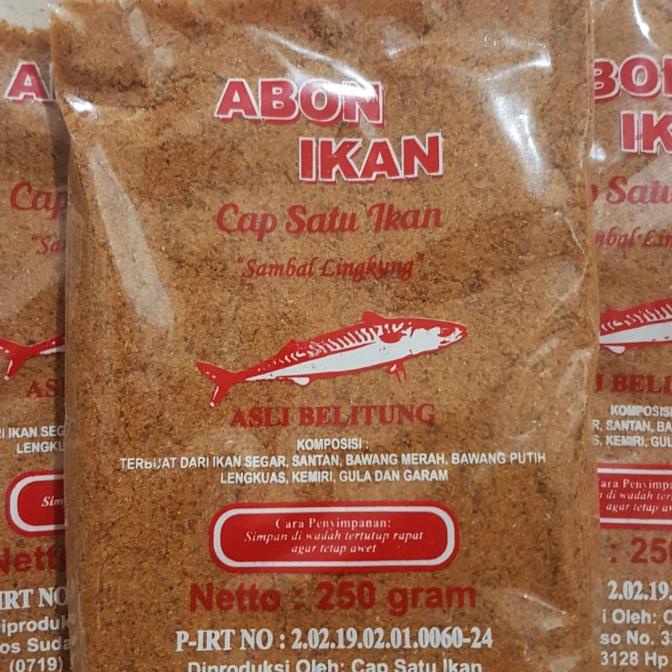 ABON
IKAN
Cap Satu Ikan
"Sambal Lingkung"
ASLI BELITUNG
KOMPOSISI :
TERBUAT DARI IKAN SEGAR, SANTAN, BAWANG MERAH, BAWANG PUTIH
LENGKUAS, KEMIRI, GULA DAN GARAM
Cara Penyimpanan:
Simpan di wadah tertutup rapat
agar tetap awet
Netto : 250 gram
P-IRT NO : 2.02.19.02.01.0060-24
Diproduksi Oleh: Cap Satu Ikan